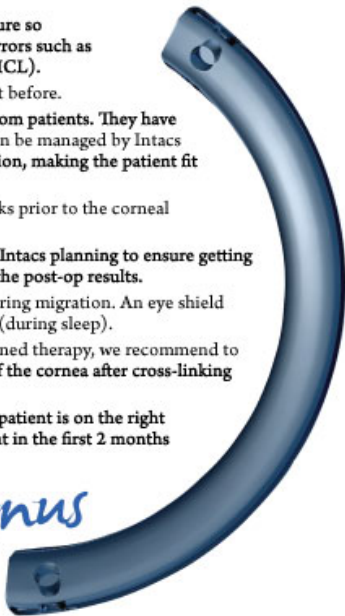 ure so
rrors such as
ICL).
t before.
om patients. They have
n be managed by Intacs
ion, making the patient fit
ks prior to the corneal
Intacs planning to ensure getting
he post-op results.
ring migration. An eye shield
(during sleep).
ned therapy, we recommend to
f the cornea after cross-linking
patient is on the right
t in the first 2 months
nus